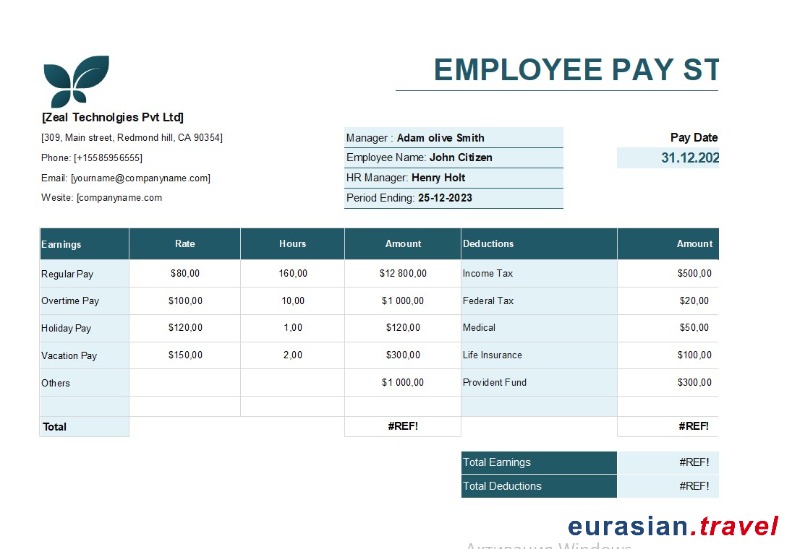 EMPLOYEE PAY ST
[Zeal Technolgies Pvt Ltd]
[309, Main street, Redmond hill, CA 90354]
Manager : Adam olive Smith
Pay Date
Phone: [+15585956555]
Employee Name: John Citizen
31.12.202
Email: [yourname@companyname.com]
HR Manager: Henry Holt
Wesite: [companyname.com
Period Ending: 25-12-2023
Earnings Rate Hours Amount Deductions Amount
Regular Pay $80,00 160,00 $12 800,00 Income Tax $500,00
Overtime Pay $100,00 10,00 $1 000,00 Federal Tax $20,00
Holiday Pay $120,00 1,00 $120,00 Medical $50,00
Vacation Pay $150,00 2,00 $300,00 Life Insurance $100,00
Others $1 000,00 Provident Fund $300,00
Total #REF! #REF!
Total Earnings #REF!
Total Deductions #REF!
eurasian.travel
Активация Windows